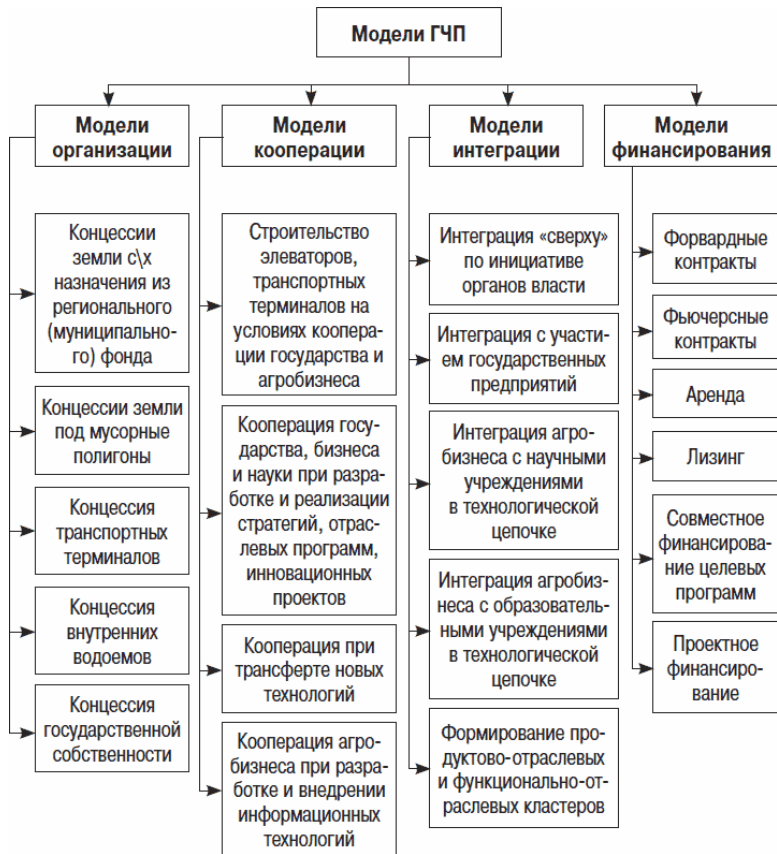 Модели ГЧП
Модели
организации
Концессии
земли с\х
назначения из
регионального
(муниципально-
го) фонда
Концессии земли
под мусорные
полигоны
Концессия
транспортных
терминалов
Концессия
внутренних
водоемов
Концессия
государственной
собственности
Модели
кооперации
Строительство
элеваторов,
транспортных
терминалов на
условиях коопера-
ции государства и
агробизнеса
Кооперация госу-
дарства, бизнеса
и науки при разра-
ботке и реализации
стратегий, отрас-
левых программ,
инновационных
проектов
Кооперация при
трансферте новых
технологий
Кооперация агро-
бизнеса при разра-
ботке и внедрении
информационных
технологий
Модели
интеграции
Интеграция «сверху»
по инициативе
органов власти
Интеграция с участи-
ем государственных
предприятий
Интеграция агро-
бизнеса с научными
учреждениями
в технологической
цепочке
Интеграция агробиз-
неса с образователь-
ными учреждениями
в технологической
цепочке
Формирование про-
дуктово-отраслевых
и функционально-от-
раслевых кластеров
Модели
финансирования
Форвардные
контракты
Фьючерсные
контракты
Аренда
Лизинг
Совместное
финансирова-
ние целевых
программ
Проектное
финансиро-
вание